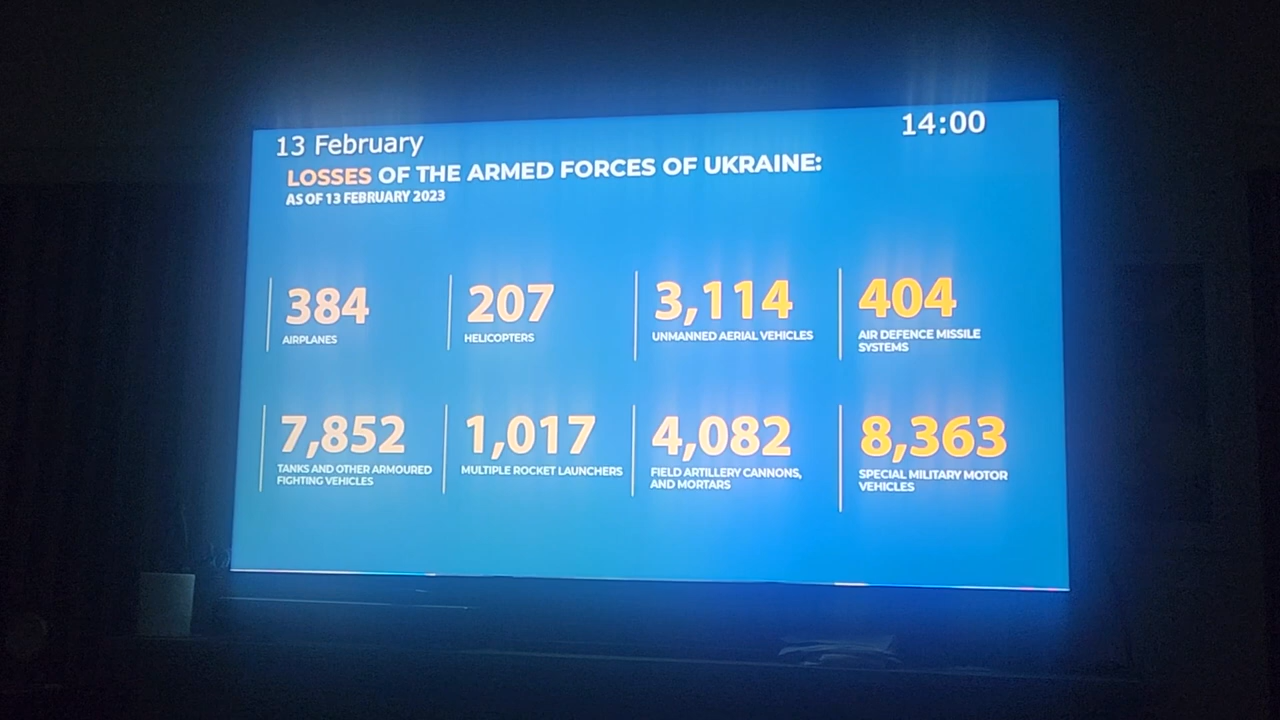 13 February
14:00
LOSSES OF THE ARMED FORCES OF UKRAINE:
AS OF 13 FEBRUARY 2023
384
AIRPLANES
207
HELICOPTERS
3,114
UNMANNED AERIAL VEHICLES
404
AIR DEFENCE MISSILE
SYSTEMS
7,852
TANKS AND OTHER ARMOURED
FIGHTING VEHICLES
1,017
MULTIPLE ROCKET LAUNCHERS
4,082
FIELD ARTILLERY CANNONS,
AND MORTARS
8,363
SPECIAL MILITARY MOTOR
VEHICLES